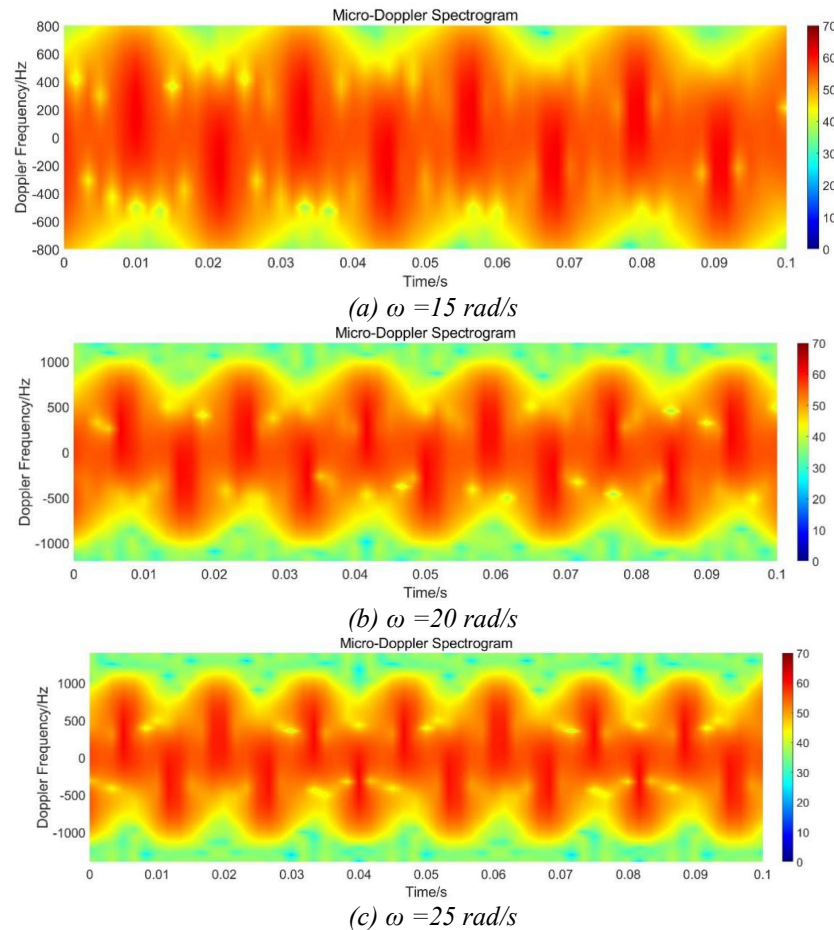 Micro-Doppler Spectrogram
Doppler Frequency/Hz
800
600
400
200
0
-200
-400
-600
-800
0 0.01 0.02 0.03 0.04 0.05 0.06 0.07 0.08 0.09 0.1
Time/s
70
60
50
40
30
20
10
0
(a) ω =15 rad/s
Micro-Doppler Spectrogram
Doppler Frequency/Hz
1000
500
0
-500
-1000
0 0.01 0.02 0.03 0.04 0.05 0.06 0.07 0.08 0.09 0.1
Time/s
70
60
50
40
30
20
10
0
(b) ω =20 rad/s
Micro-Doppler Spectrogram
Doppler Frequency/Hz
1000
500
0
-500
-1000
0 0.01 0.02 0.03 0.04 0.05 0.06 0.07 0.08 0.09 0.1
Time/s
70
60
50
40
30
20
10
0
(c) ω =25 rad/s